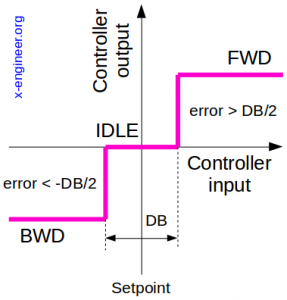 x-engineer.org
Controller
output
FWD
error > DB/2
IDLE
Controller
input
error < -DB/2
BWD
DB
Setpoint